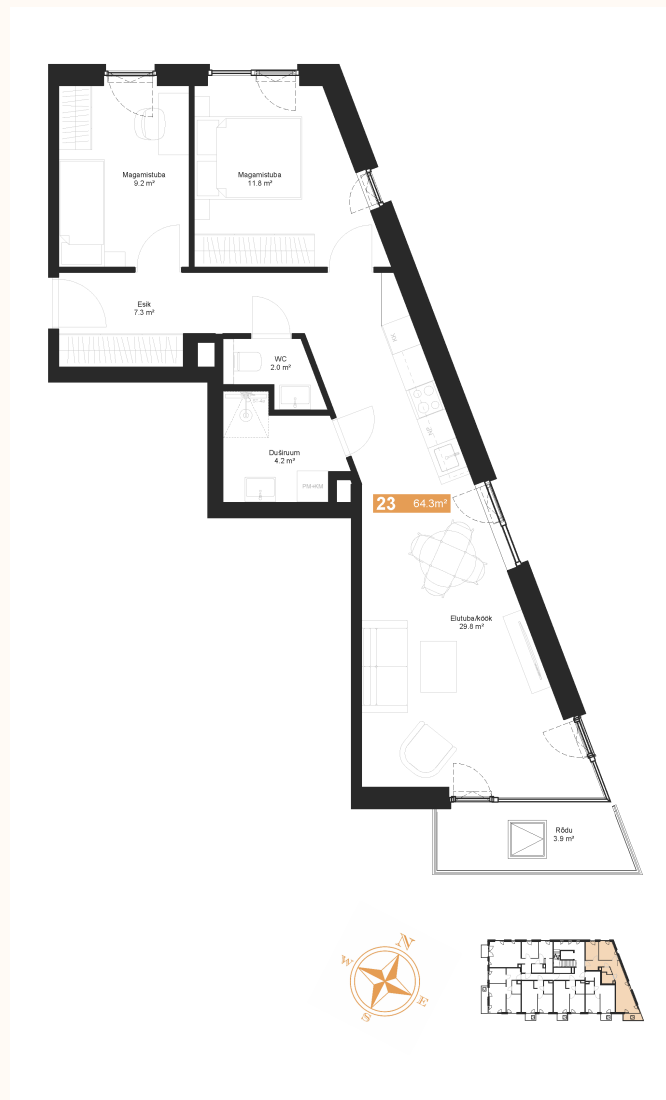 Magamistuba
9.2 m²
Magamistuba
11.8 m²
Esik
7.3 m²
WC
2.0 m²
Duširuum
4.2 m²
PM+KM
23 64.3m²
Elutuba/köök
29.8 m²
Rõdu
3.9 m²
N
W
E
S